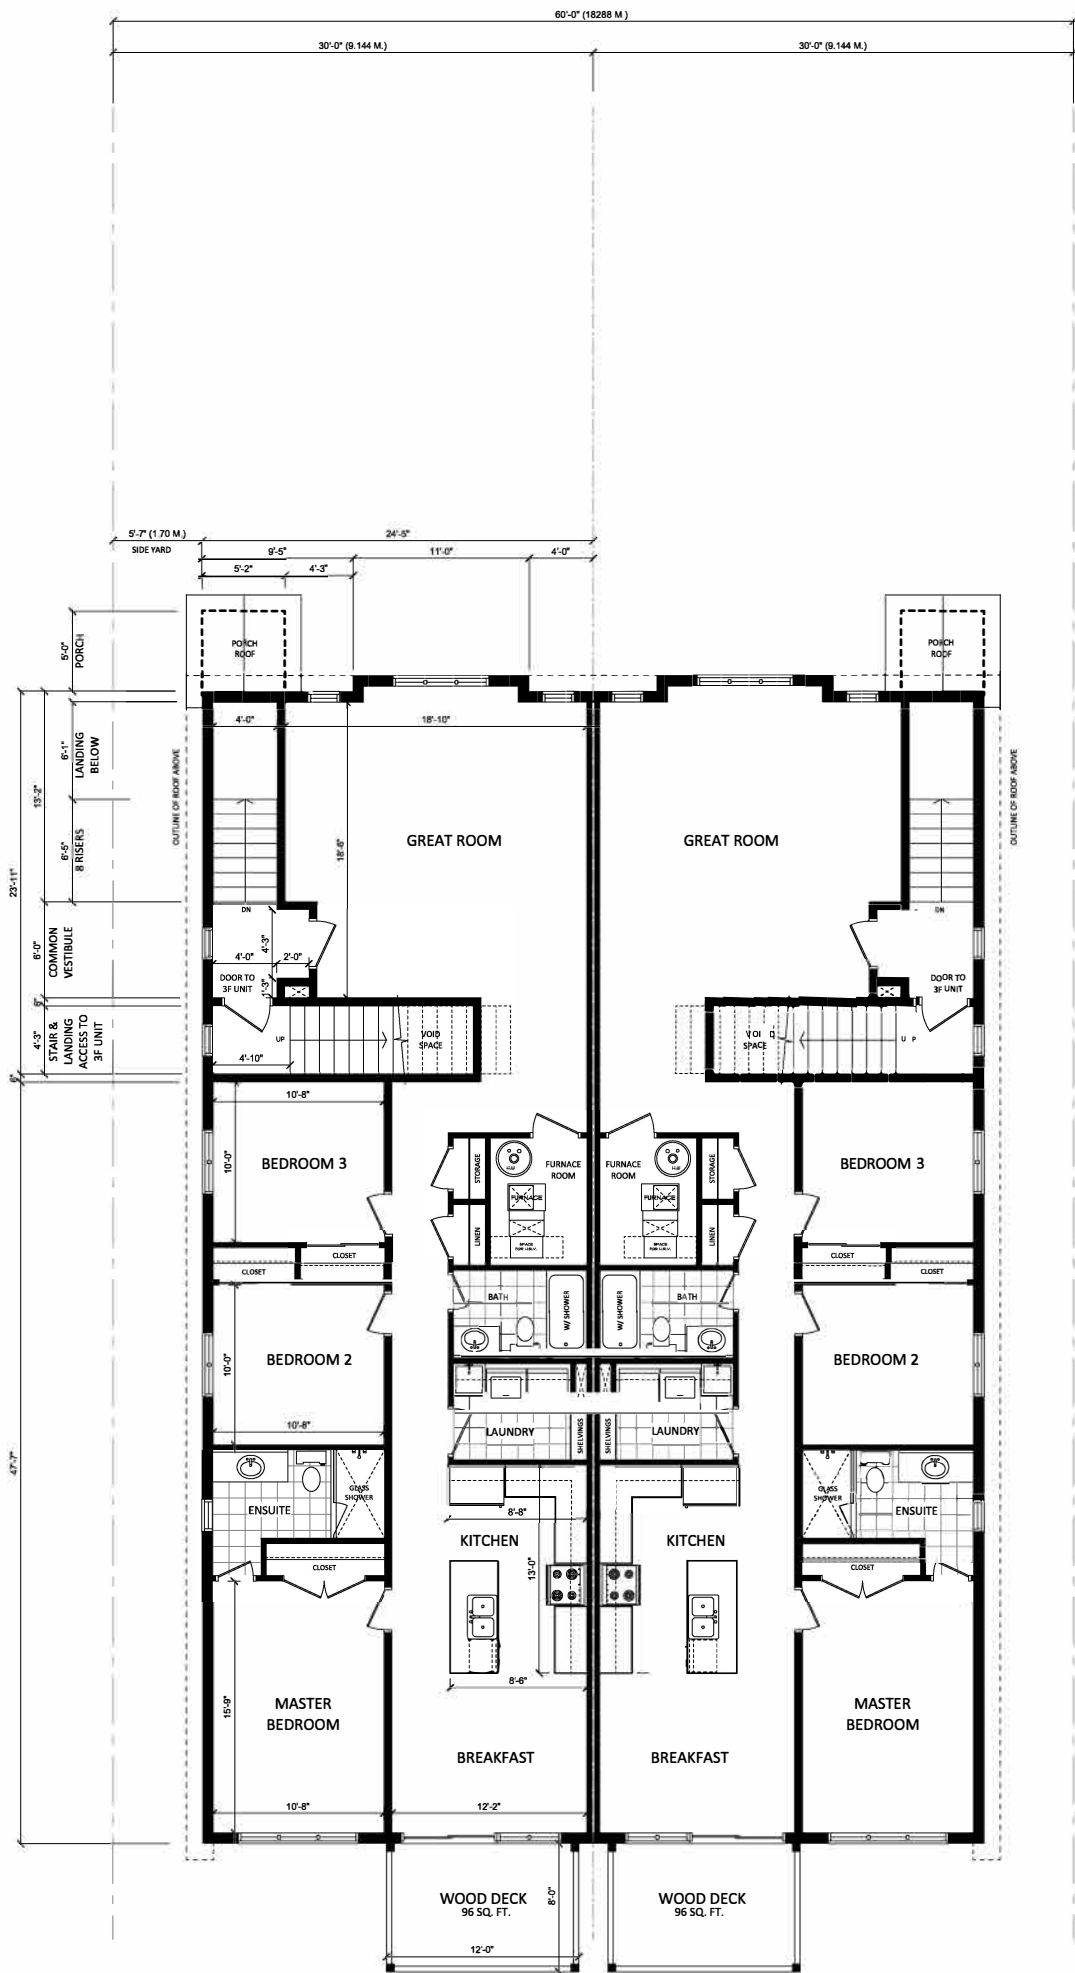 60'-0" (18288 M.)
30'-0" (9.144 M.)
30'-0" (9.144 M.)
5'-7" (1.70 M.)
SIDE YARD
24'-5"
9'-5"
11'-0"
4'-0"
5'-2"
4'-3"
PORCH
ROOF
PORCH
ROOF
5'-0"
PORCH
4'-0"
18'-10"
6'-1"
LANDING
BELOW
13'-2"
OUTLINE OF ROOF ABOVE
OUTLINE OF ROOF ABOVE
GREAT ROOM
GREAT ROOM
18'-6"
6'-5"
8 RISERS
23'-11"
DN
DN
6'-0"
COMMON
VESTIBULE
4'-3"
4'-0"
2'-0"
DOOR TO
3F UNIT
1'-3"
DOOR TO
3F UNIT
4'-3"
STAIR &
LANDING
ACCESS TO
3F UNIT
UP
VOID
SPACE
VOID
SPACE
UP
4'-10"
6"
10'-8"
10'-0"
BEDROOM 3
STORAGE
H.W
FURNACE
ROOM
FURNACE
ROOM
H.W
STORAGE
BEDROOM 3
FURNACE
FURNACE
LINEN
SPACE
FOR H.R.V.
SPACE
FOR H.R.V.
LINEN
CLOSET
CLOSET
CLOSET
CLOSET
BATH
W/ SHOWER
W/ SHOWER
BATH
10'-0"
BEDROOM 2
BEDROOM 2
10'-8"
LAUNDRY
SHELVINGS
SHELVINGS
LAUNDRY
47'-7"
GLASS
SHOWER
GLASS
SHOWER
ENSUITE
ENSUITE
8'-8"
KITCHEN
KITCHEN
13'-0"
CLOSET
CLOSET
8'-6"
15'-9"
MASTER
BEDROOM
MASTER
BEDROOM
BREAKFAST
BREAKFAST
10'-8"
12'-2"
WOOD DECK
96 SQ. FT.
8'-0"
WOOD DECK
96 SQ. FT.
12'-0"